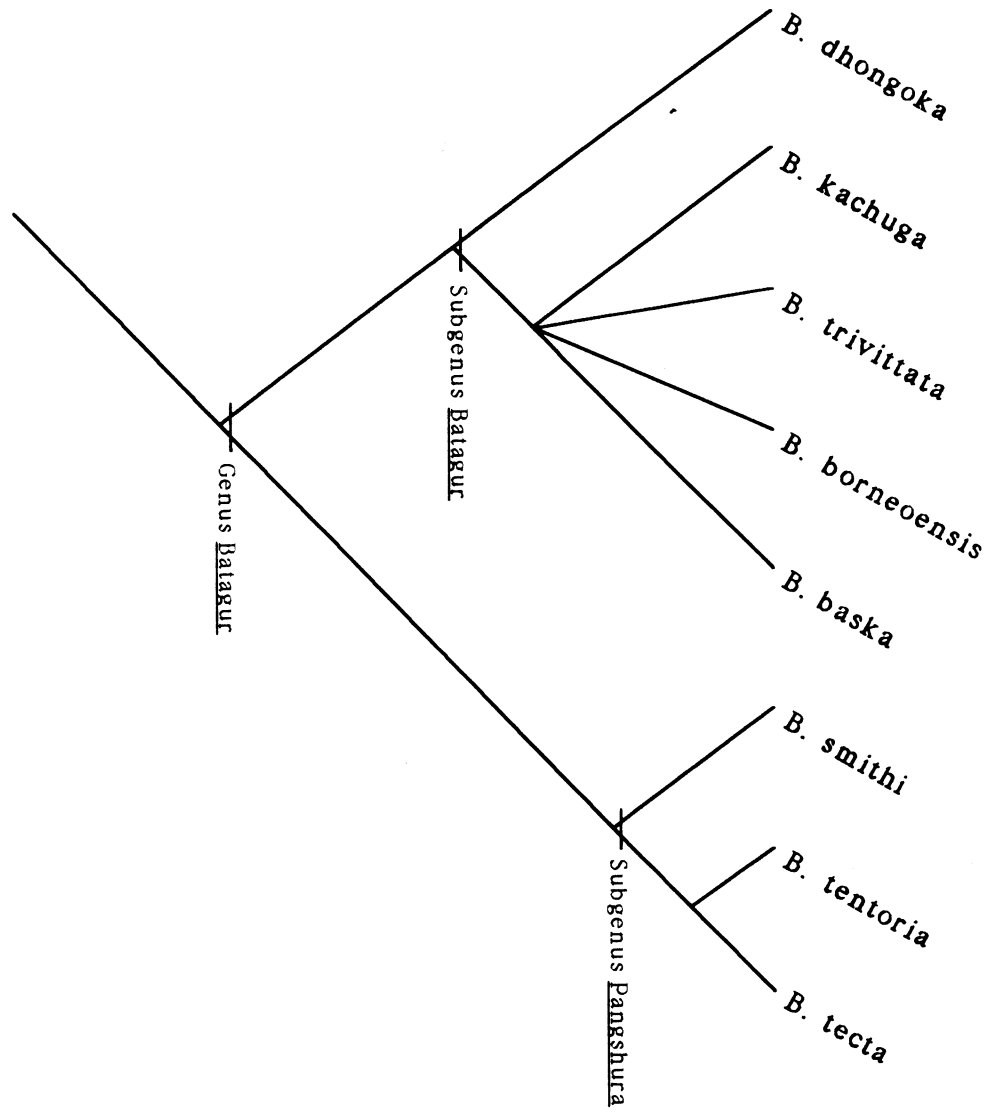 B. dhongoka
B. kachuga
B. trivittata
B. borneoensis
B. baska
B. smithi
B. tentoria
B. tecta
Subgenus Batagur
Genus Batagur
Subgenus Pangshura